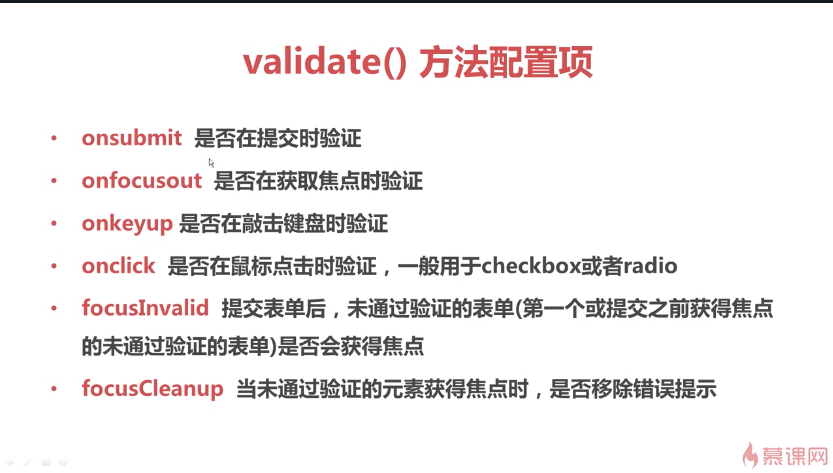 validate() 方法配置项
• onsubmit 是否在提交时验证
• onfocusout 是否在获取焦点时验证
• onkeyup 是否在敲击键盘时验证
• onclick 是否在鼠标点击时验证，一般用于checkbox或者radio
• focusInvalid 提交表单后，未通过验证的表单(第一个或提交之前获得焦点
的未通过验证的表单)是否会获得焦点
• focusCleanup 当未通过验证的元素获得焦点时，是否移除错误提示
慕课网